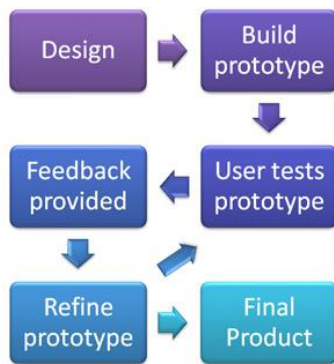 Design
Build
prototype
User tests
prototype
Feedback
provided
Refine
prototype
Final
Product